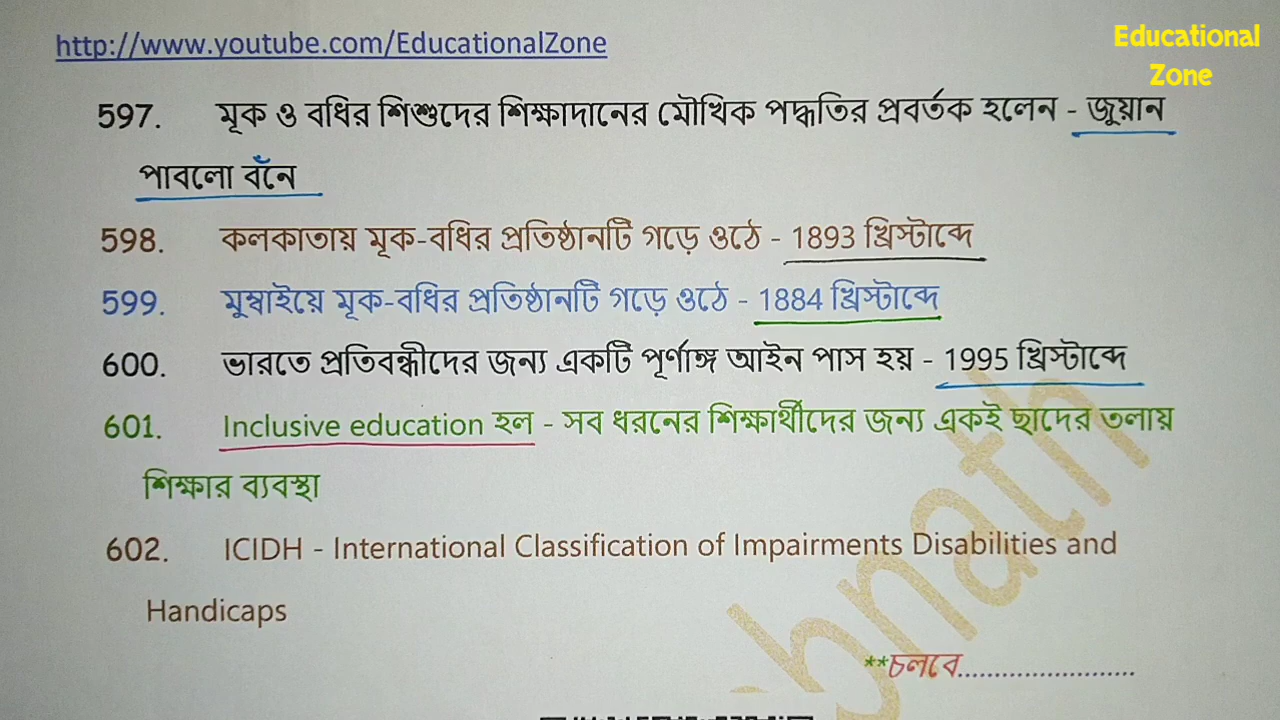 http://www.youtube.com/EducationalZone
Educational
Zone
597. মূক ও বধির শিশুদের শিক্ষাদানের মৌখিক পদ্ধতির প্রবর্তক হলেন - জুয়ান
পাবলো বঁনে
598. কলকাতায় মূক-বধির প্রতিষ্ঠানটি গড়ে ওঠে - 1893 খ্রিস্টাব্দে
599. মুম্বাইয়ে মূক-বধির প্রতিষ্ঠানটি গড়ে ওঠে - 1884 খ্রিস্টাব্দে
600. ভারতে প্রতিবন্ধীদের জন্য একটি পূর্ণাঙ্গ আইন পাস হয় - 1995 খ্রিস্টাব্দে
601. Inclusive education হল - সব ধরনের শিক্ষার্থীদের জন্য একই ছাদের তলায়
শিক্ষার ব্যবস্থা
602. ICIDH - International Classification of Impairments Disabilities and
Handicaps
**চলবে........................